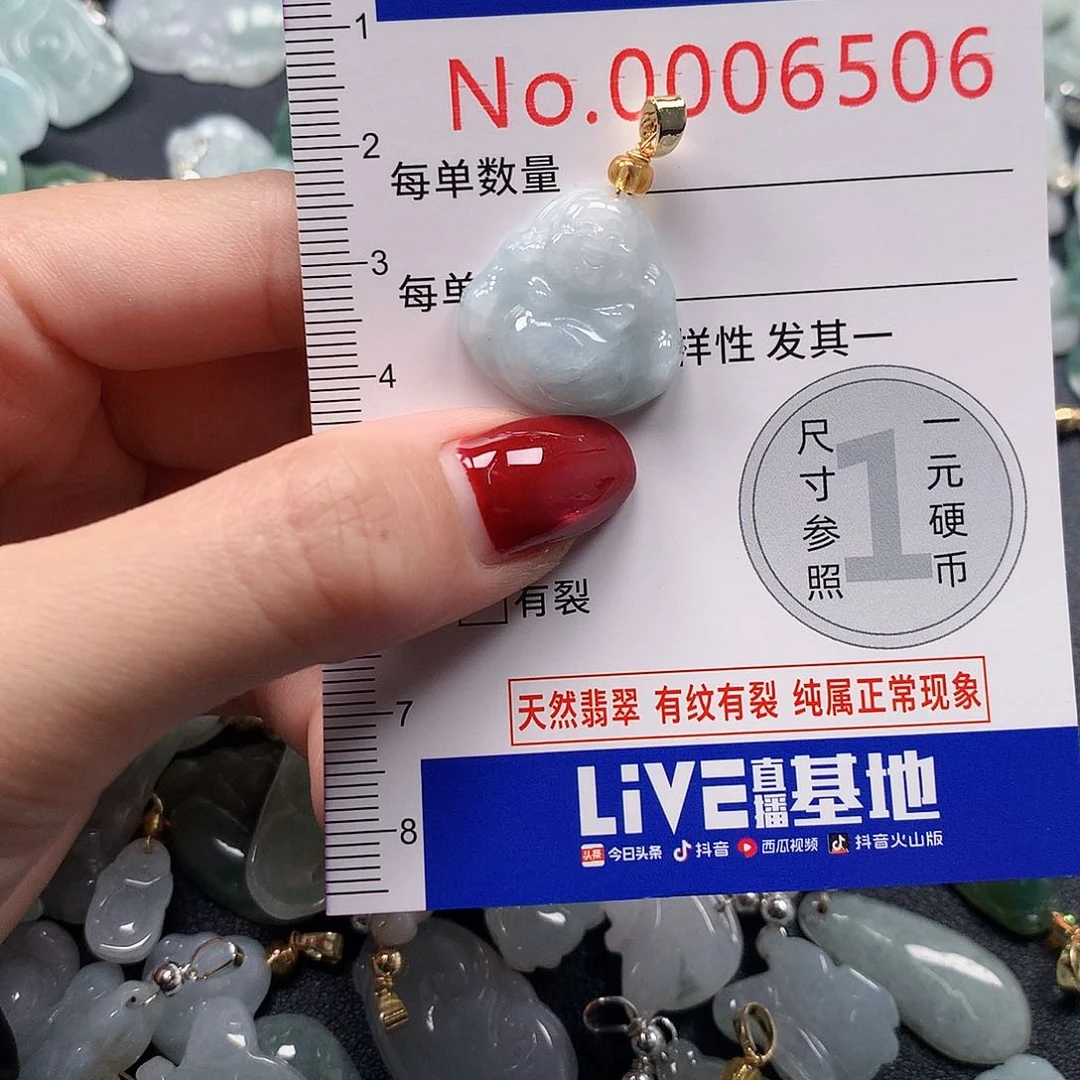 1
No.0006506
2
每单数量
3
每单
样性 发其一
4
尺寸参照
一元硬币
1
有裂
天然翡翠 有纹有裂 纯属正常现象
7
LiVE直播基地
8
头条 今日头条 抖音 西瓜视频 抖音火山版